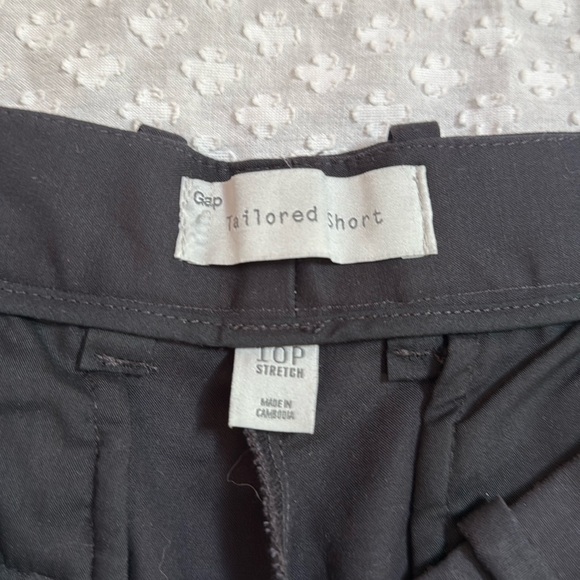 Gap
Tailored Short
10P
STRETCH
MADE IN
CAMBODIA